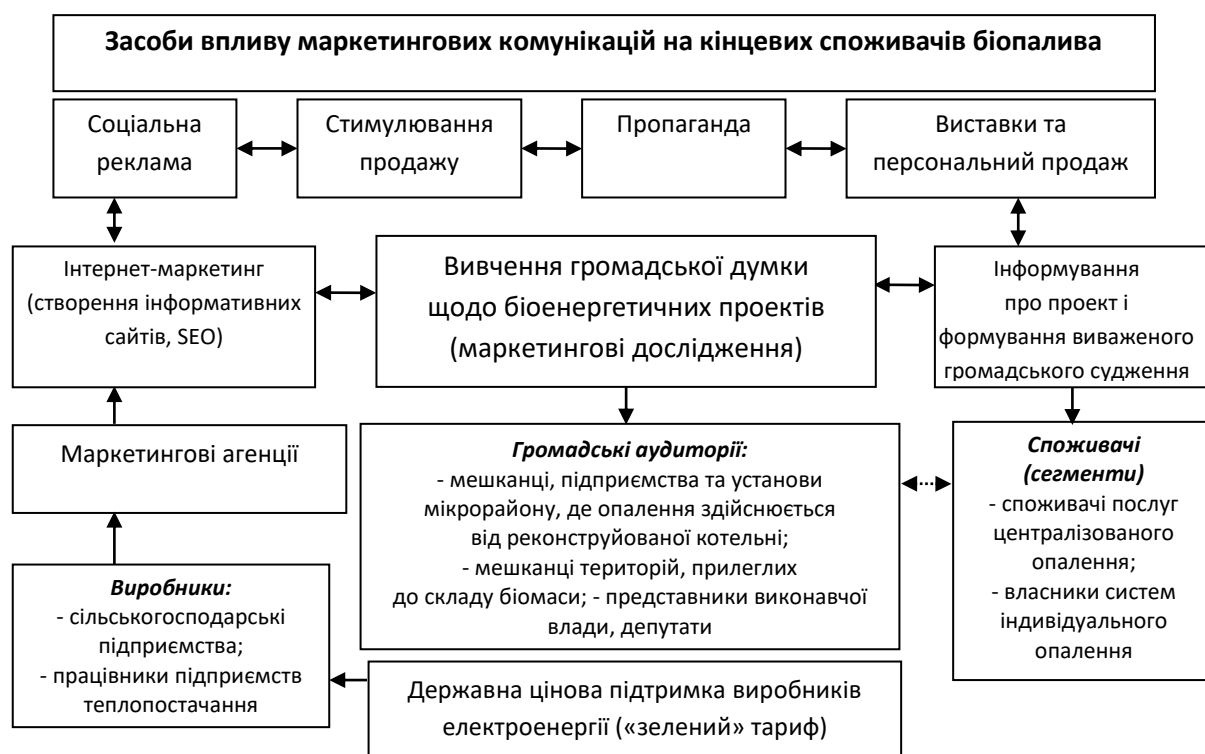 Засоби впливу маркетингових комунікацій на кінцевих споживачів біопалива
Соціальна
реклама
Стимулювання
продажу
Пропаганда
Виставки та
персональний продаж
Інтернет-маркетинг
(створення інформативних
сайтів, SEO)
Вивчення громадської думки
щодо біоенергетичних проектів
(маркетингові дослідження)
Інформування
про проект і
формування виваженого
громадського судження
Маркетингові агенції
Громадські аудиторії:
- мешканці, підприємства та установи
мікрорайону, де опалення здійснюється
від реконструйованої котельні;
- мешканці територій, прилеглих
до складу біомаси; - представники виконавчої
влади, депутати
Споживачі
(сегменти)
- споживачі послуг
централізованого
опалення;
- власники систем
індивідуального
опалення
Виробники:
- сільськогосподарські
підприємства;
- працівники підприємств
теплопостачання
Державна цінова підтримка виробників
електроенергії («зелений» тариф)